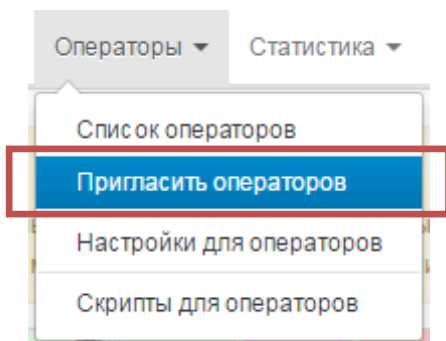 Операторы Статистика
Список операторов
Пригласить операторов
Настройки для операторов
Скрипты для операторов